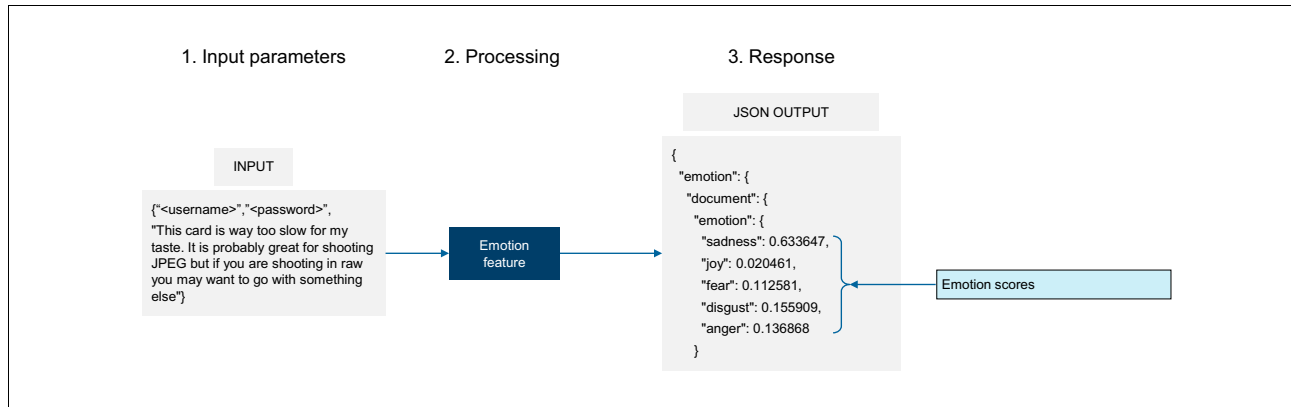 1. Input parameters
2. Processing
3. Response
INPUT
{“<username>”,”<password>”,
"This card is way too slow for my
taste. It is probably great for shooting
JPEG but if you are shooting in raw
you may want to go with something
else"}
Emotion
feature
JSON OUTPUT
{
"emotion": {
"document": {
"emotion": {
"sadness": 0.633647,
"joy": 0.020461,
"fear": 0.112581,
"disgust": 0.155909,
"anger": 0.136868
}
Emotion scores